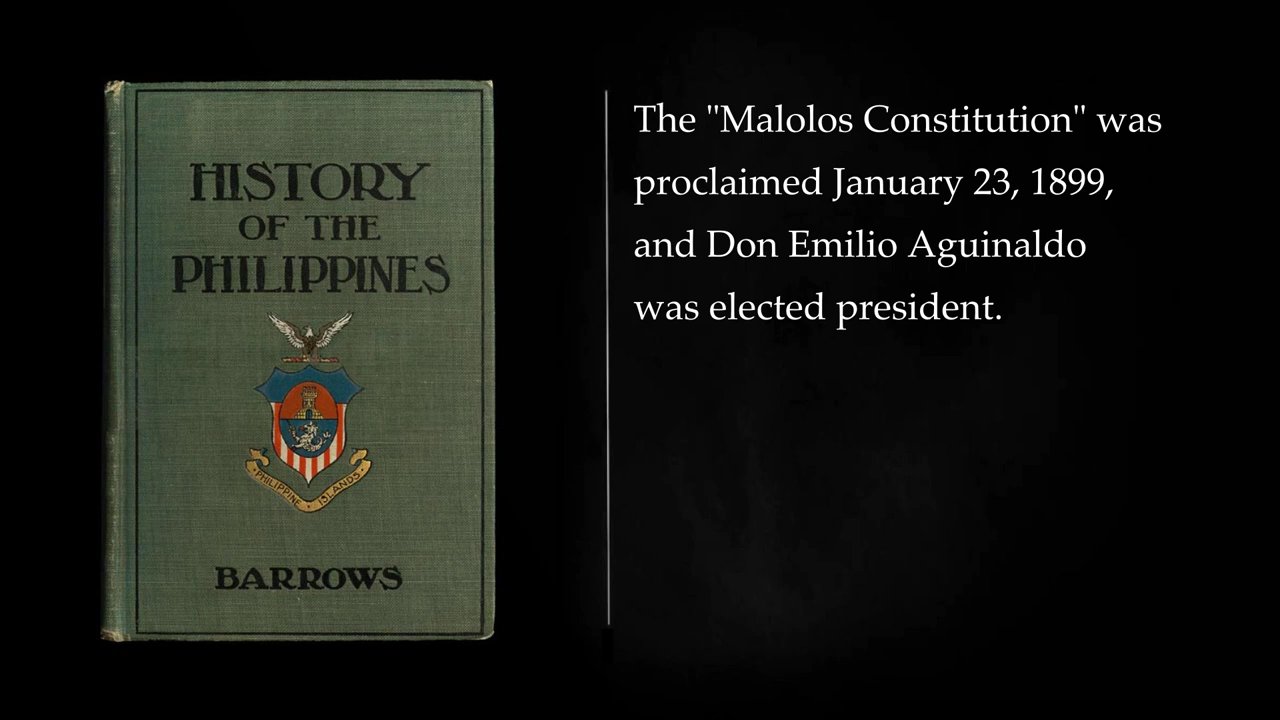 HISTORY
OF THE
PHILIPPINES
PHILIPPINE ISLANDS
BARROWS
The "Malolos Constitution" was
proclaimed January 23, 1899,
and Don Emilio Aguinaldo
was elected president.